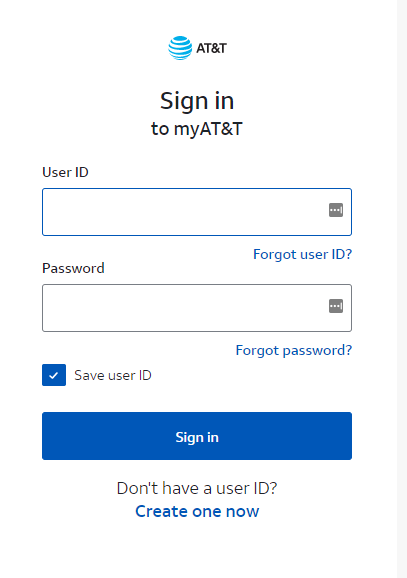 AT&T
Sign in
to myAT&T
User ID
Forgot user ID?
Password
Forgot password?
Save user ID
Sign in
Don't have a user ID?
Create one now